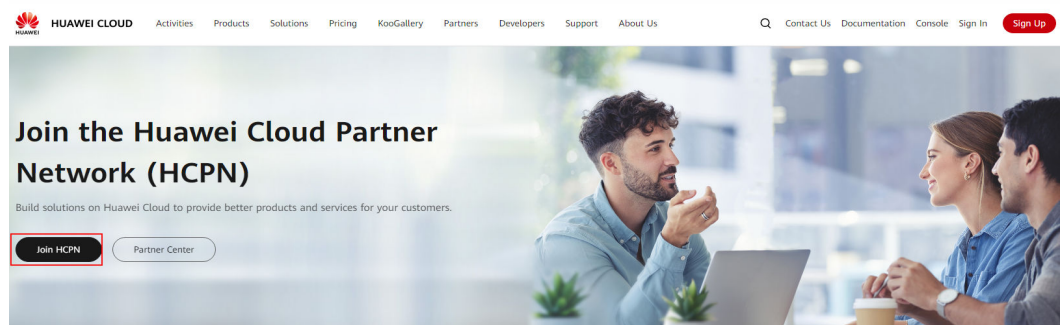 HUAWEI
HUAWEI CLOUD Activities Products Solutions Pricing KooGallery Partners Developers Support About Us Contact Us Documentation Console Sign In Sign Up
Join the Huawei Cloud Partner
Network (HCPN)
Build solutions on Huawei Cloud to provide better products and services for your customers.
Join HCPN Partner Center